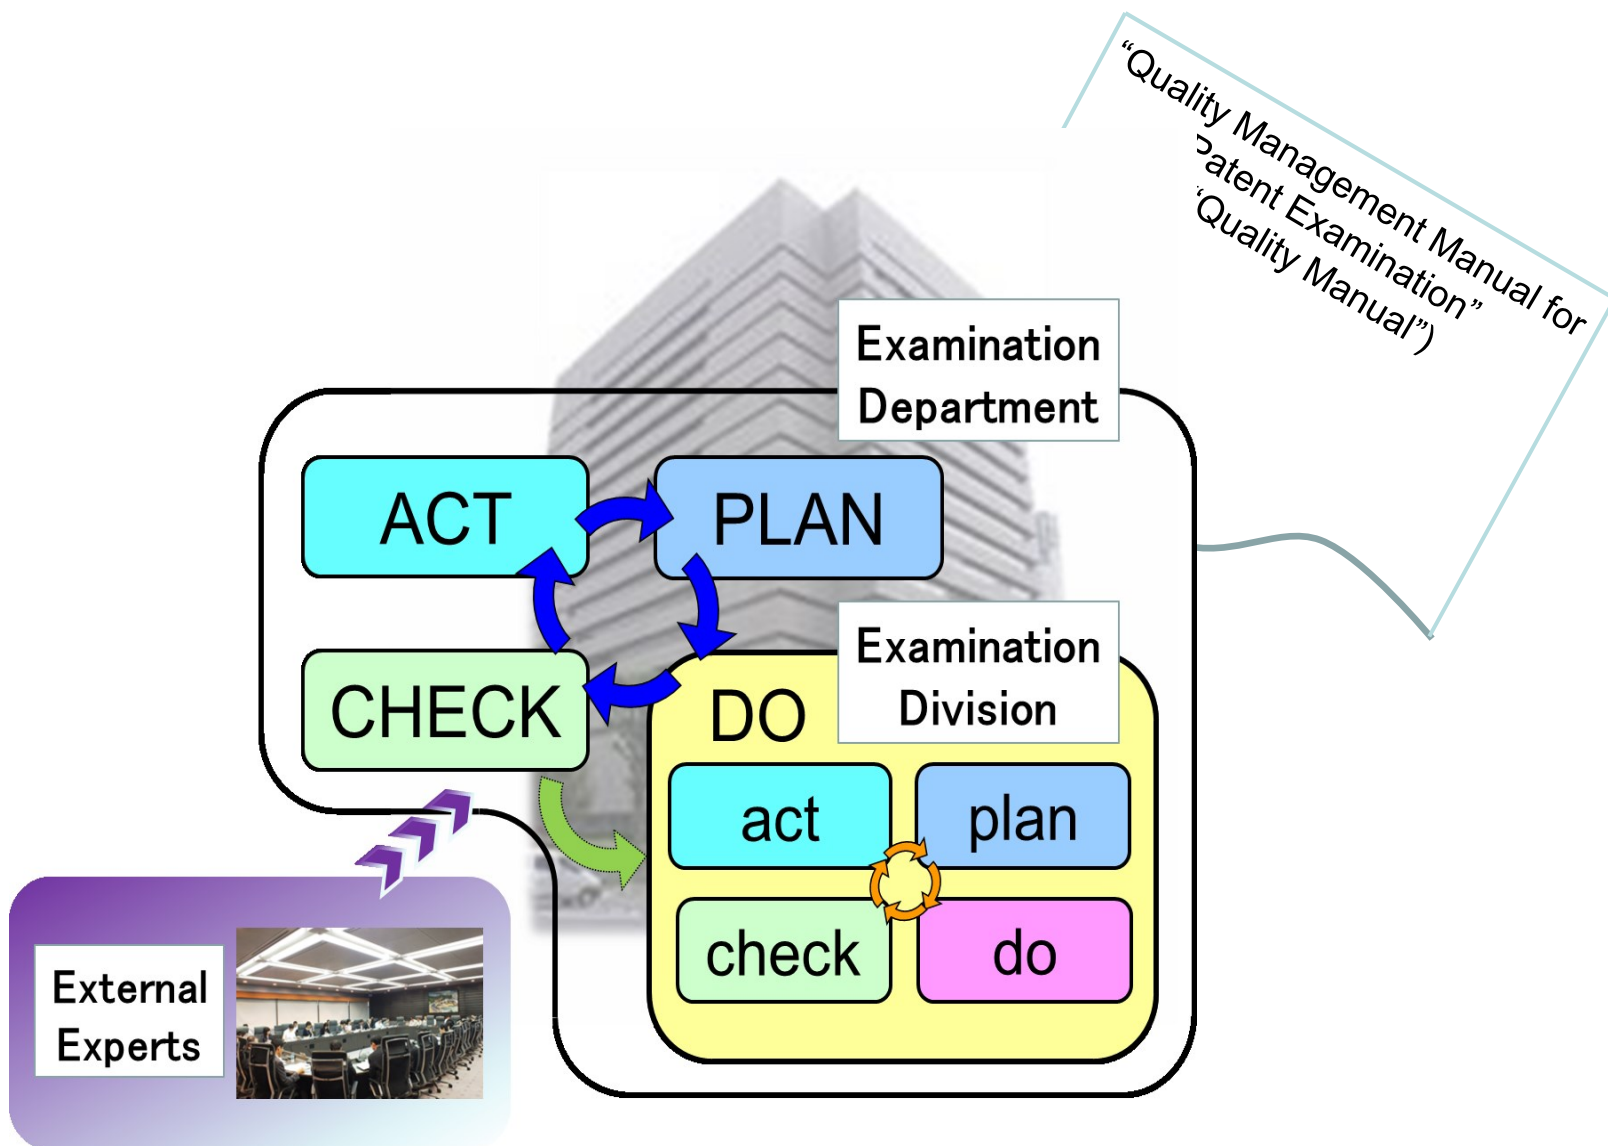 “Quality Management Manual for
Patent Examination”
“Quality Manual”)
Examination
Department
ACT
PLAN
CHECK
Examination
Division
DO
act
plan
check
do
External
Experts